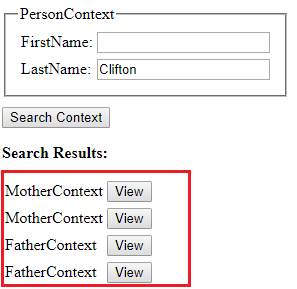 PersonContext
FirstName:
LastName: Clifton
Search Context
Search Results:
MotherContext View
MotherContext View
FatherContext View
FatherContext View